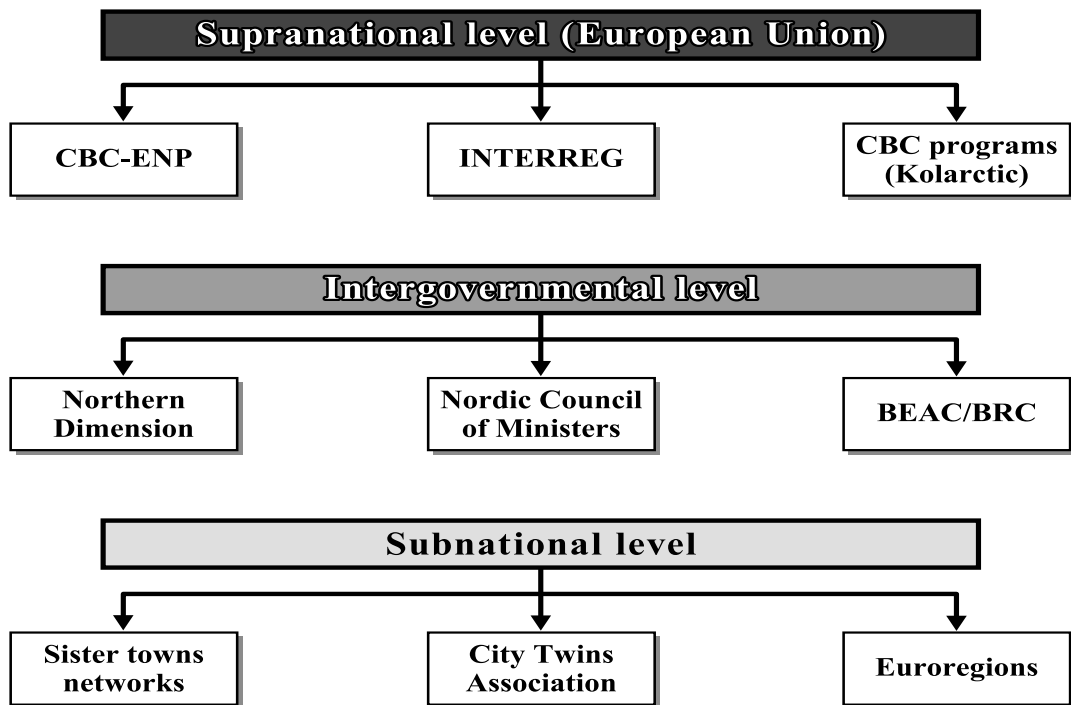 Supranational level (European Union)
CBC-ENP
INTERREG
CBC programs
(Kolarctic)
Intergovernmental level
Northern
Dimension
Nordic Council
of Ministers
BEAC/BRC
Subnational level
Sister towns
networks
City Twins
Association
Euroregions